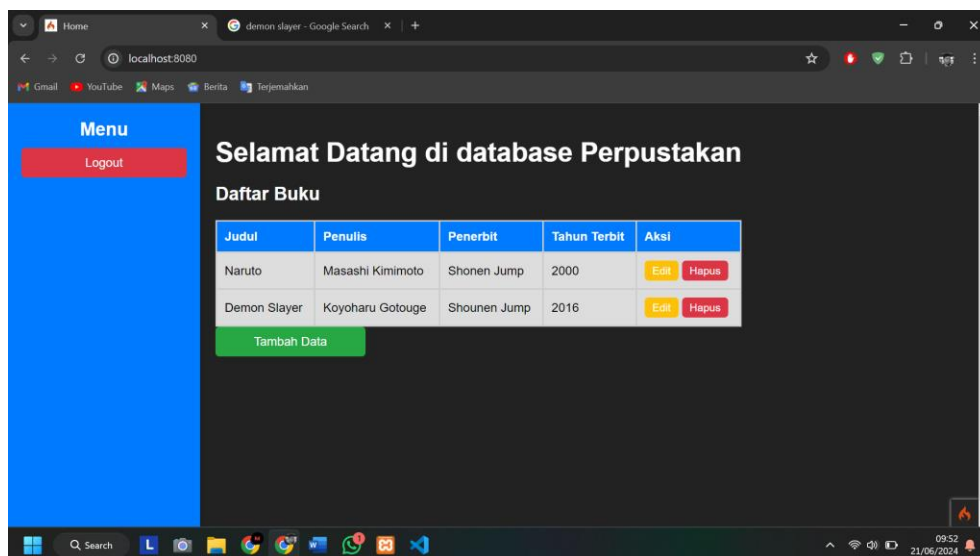 Home
demon slayer - Google Search
localhost:8080
Gmail YouTube Maps Berita Terjemahkan
Menu
Logout
Selamat Datang di database Perpustakan
Daftar Buku
Judul Penulis Penerbit Tahun Terbit Aksi
Naruto Masashi Kimimoto Shonen Jump 2000 Edit Hapus
Demon Slayer Koyoharu Gotouge Shounen Jump 2016 Edit Hapus
Tambah Data
Search
09:52
21/06/2024